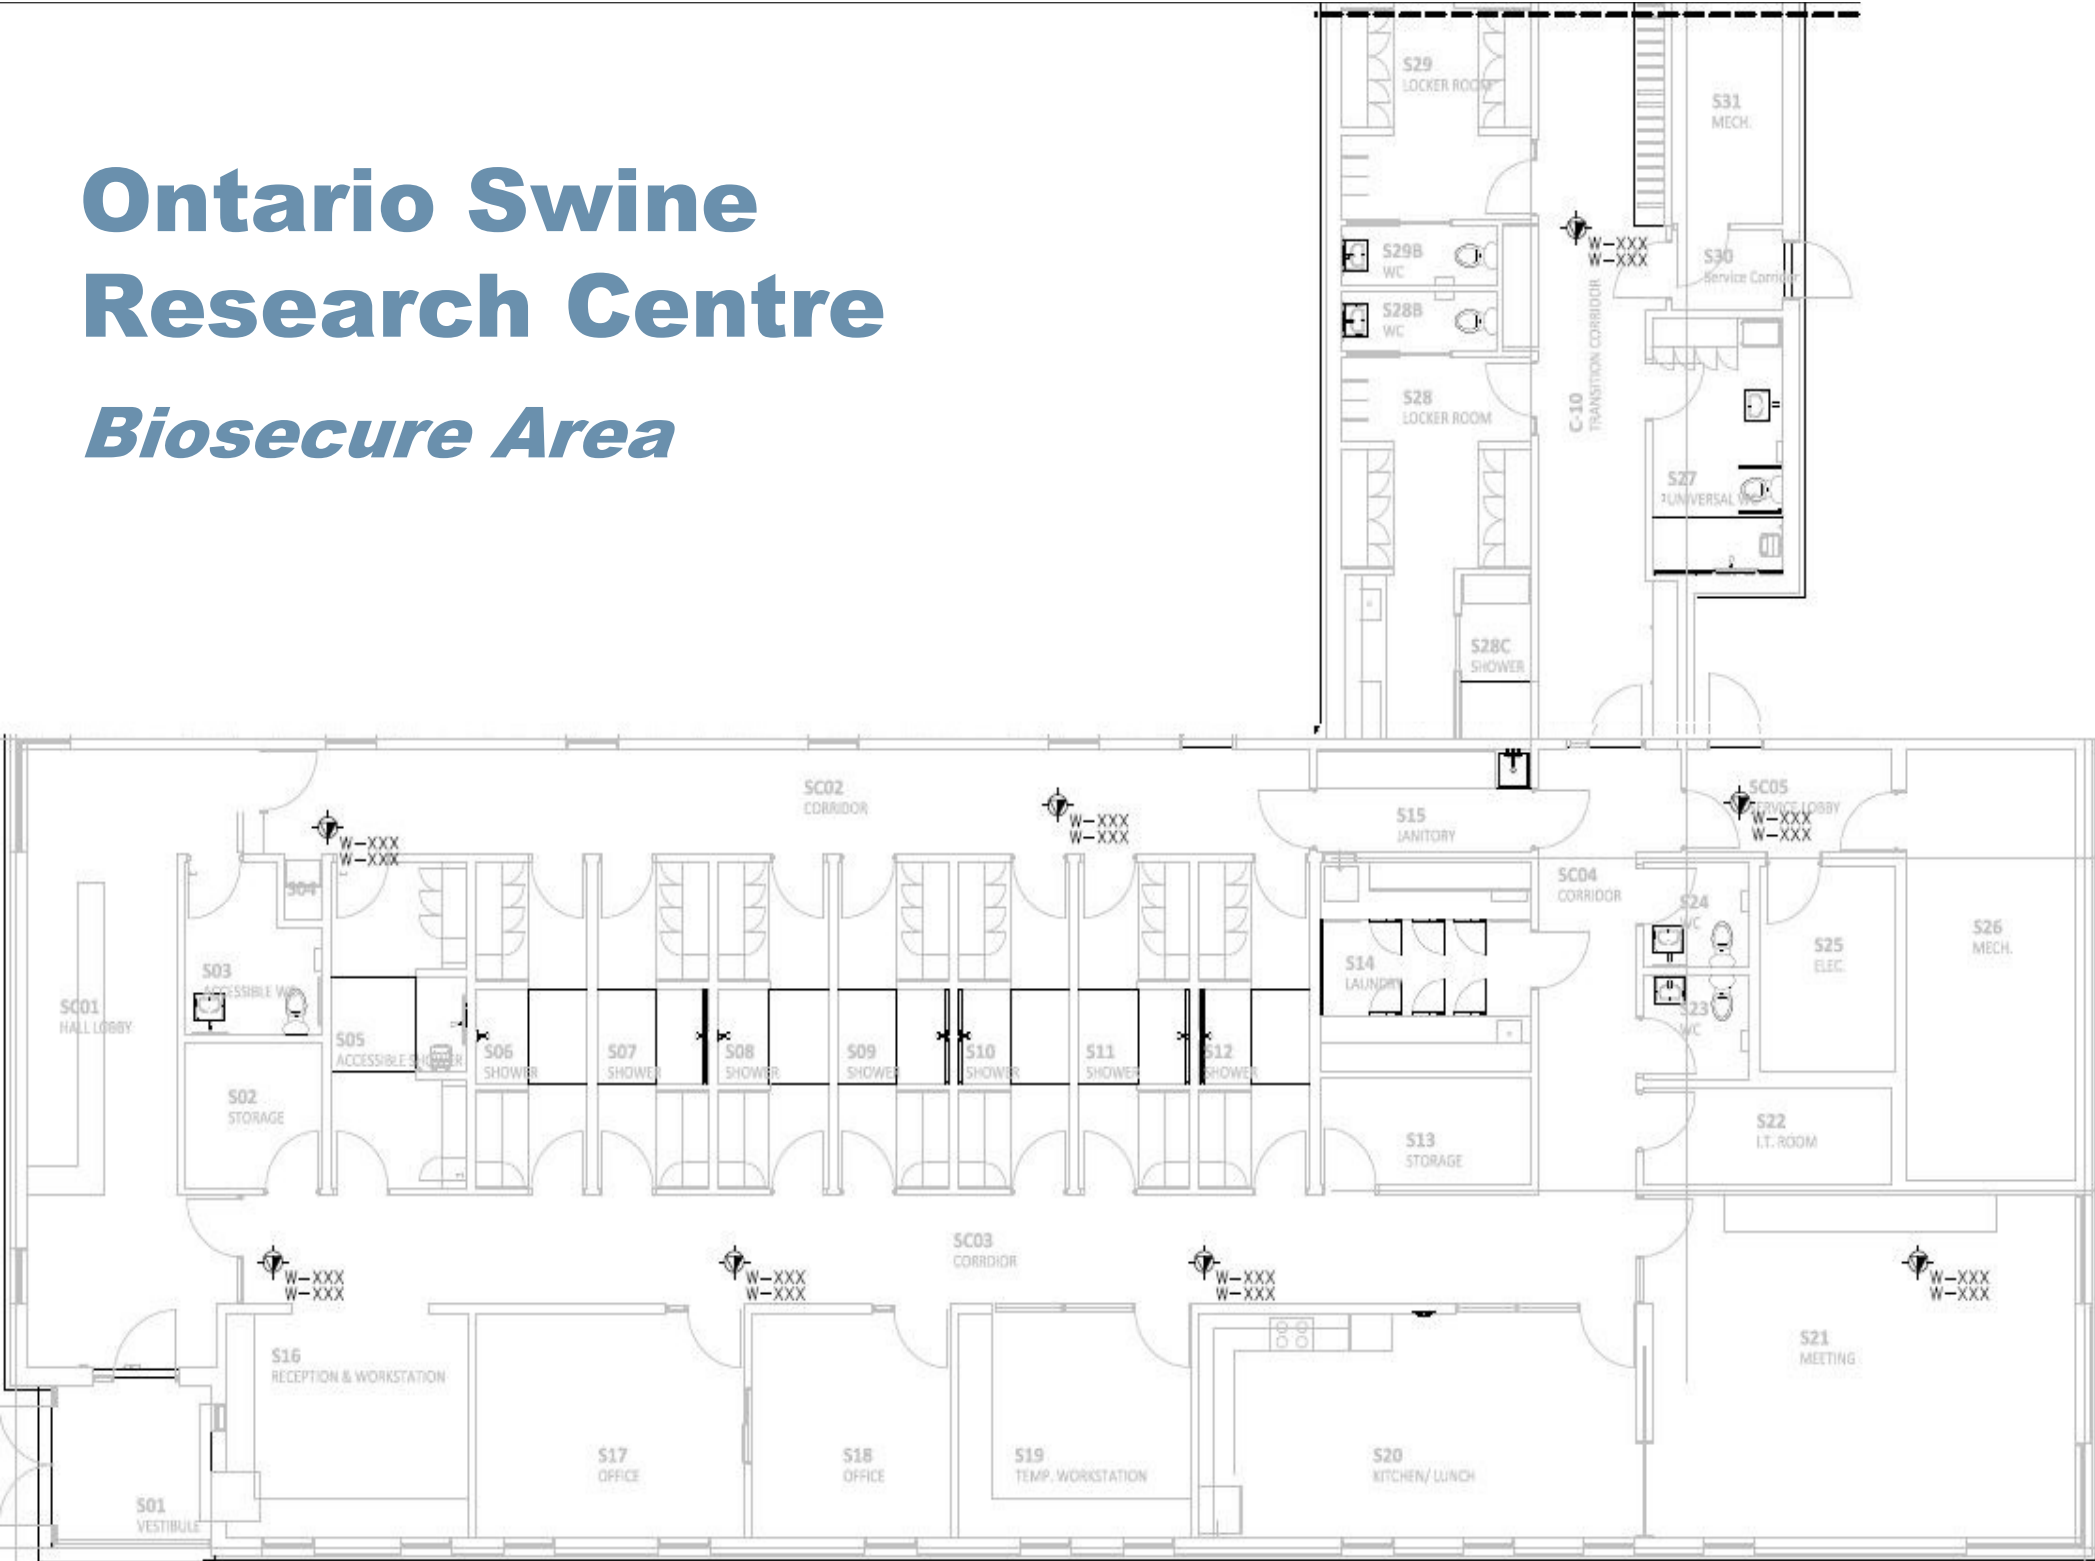 Ontario Swine
Research Centre
Biosecure Area
S29
LOCKER ROOM
S31
MECH.
W-XXX
W-XXX
S29B
WC
S30
Service Corridor
S28B
WC
C-10
TRANSITION CORRIDOR
S28
LOCKER ROOM
S27
UNIVERSAL WC
S28C
SHOWER
SC02
CORRIDOR
SC05
SERVICE LOBBY
W-XXX
W-XXX
W-XXX
W-XXX
W-XXX
W-XXX
S15
JANITORY
S04
SC04
CORRIDOR
S24
WC
S26
MECH.
S25
ELEC.
S03
ACCESSIBLE WC
S14
LAUNDRY
SC01
HALL LOBBY
S23
WC
S05
ACCESSIBLE SHOWER
S06
SHOWER
S07
SHOWER
S08
SHOWER
S09
SHOWER
S10
SHOWER
S11
SHOWER
S12
SHOWER
S02
STORAGE
S13
STORAGE
S22
I.T. ROOM
SC03
CORRDIOR
W-XXX
W-XXX
W-XXX
W-XXX
W-XXX
W-XXX
W-XXX
W-XXX
S16
RECEPTION & WORKSTATION
S21
MEETING
S17
OFFICE
S18
OFFICE
S19
TEMP. WORKSTATION
S20
KITCHEN/ LUNCH
S01
VESTIBULE